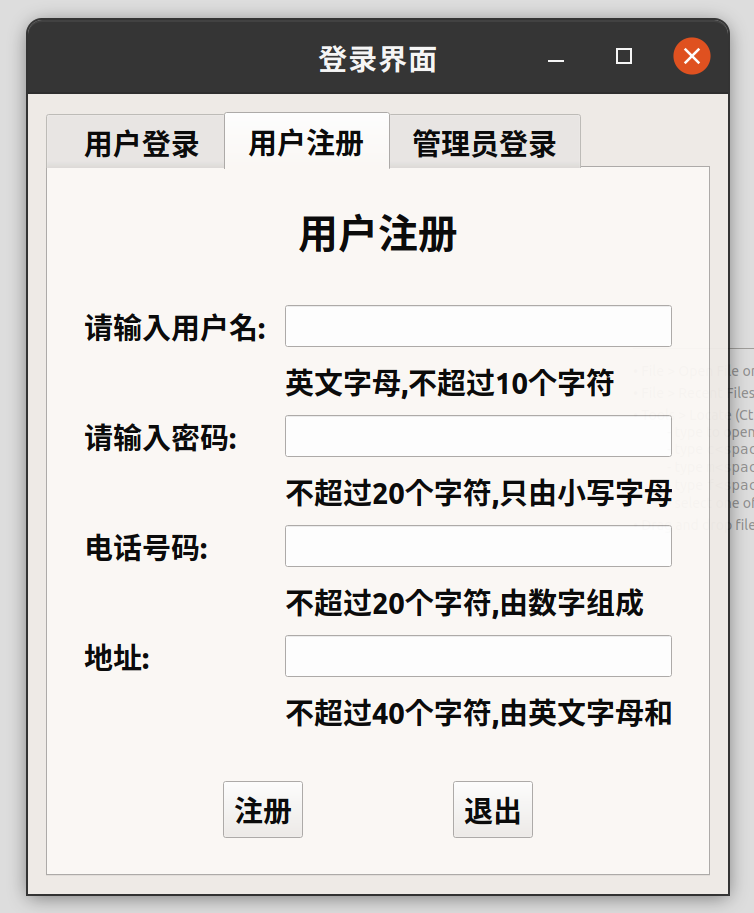 登录界面
用户登录 用户注册 管理员登录
用户注册
请输入用户名:
英文字母,不超过10个字符
请输入密码:
不超过20个字符,只由小写字母
电话号码:
不超过20个字符,由数字组成
地址:
不超过40个字符,由英文字母和
注册 退出